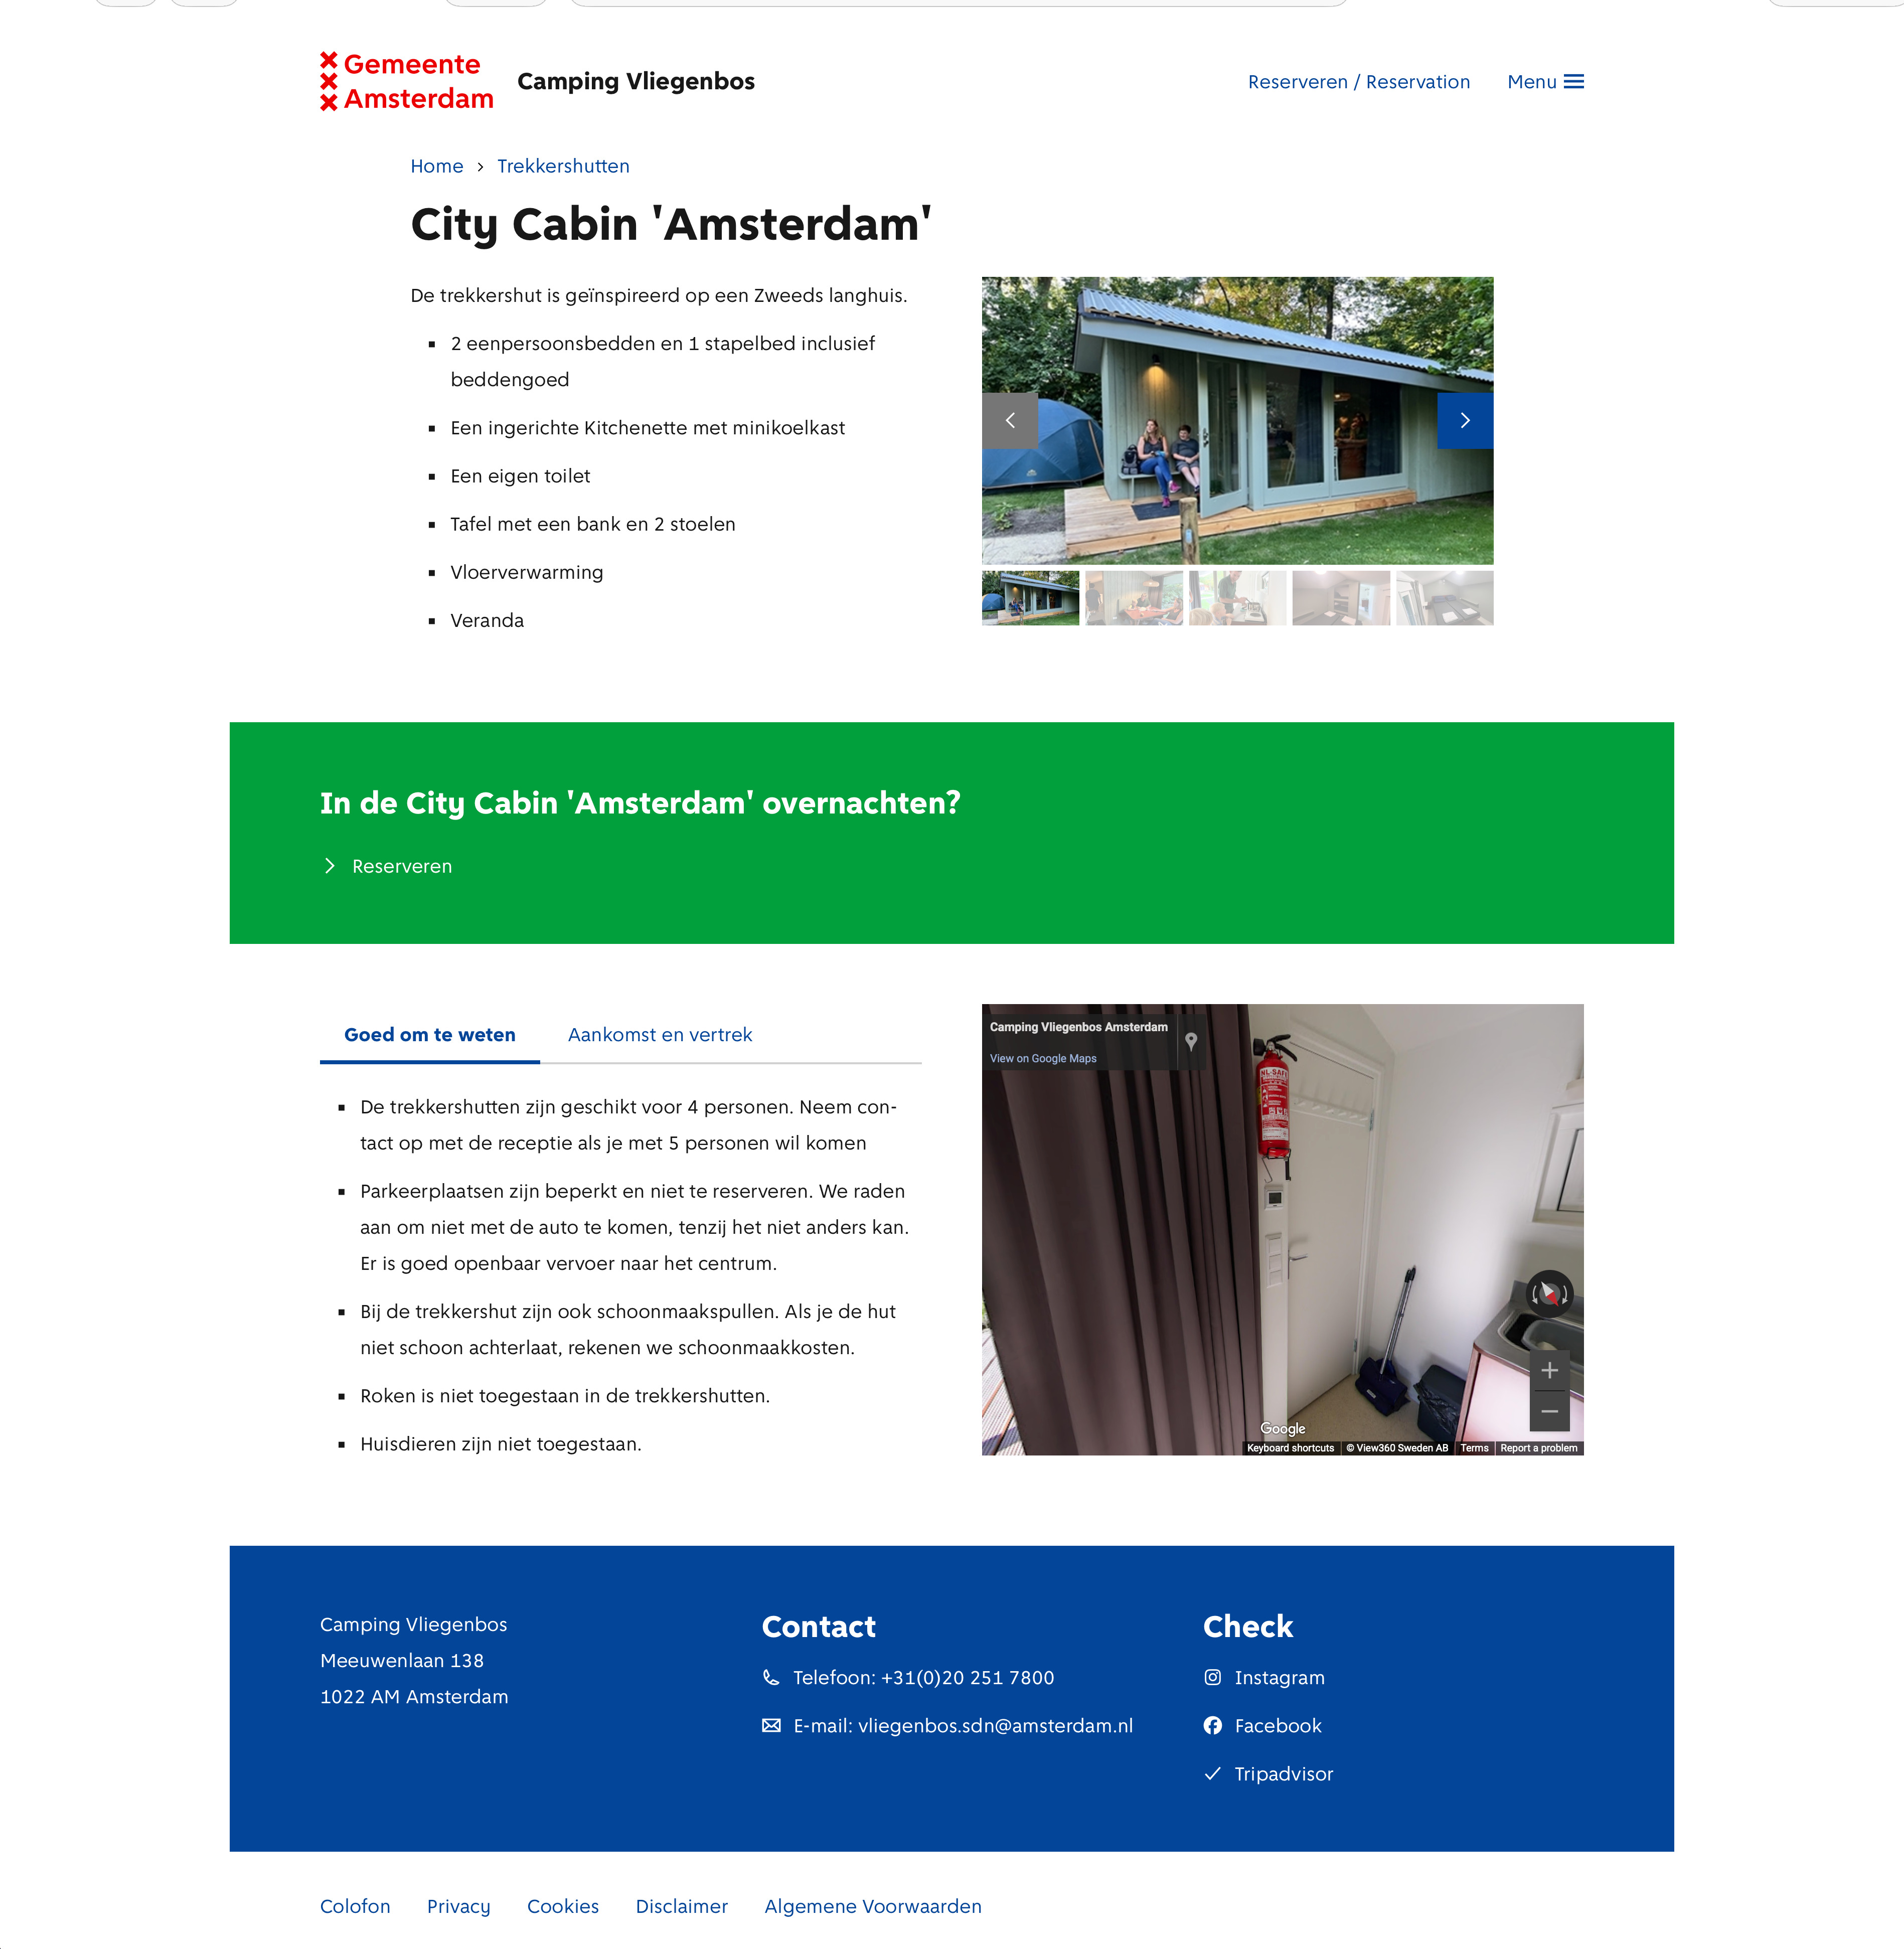 Gemeente
Amsterdam
Camping Vliegenbos
Reserveren / Reservation
Menu
Home
Trekkershutten
City Cabin 'Amsterdam'
De trekkershut is geïnspireerd op een Zweeds langhuis.
2 eenpersoonsbedden en 1 stapelbed inclusief
beddengoed
Een ingerichte Kitchenette met minikoelkast
Een eigen toilet
Tafel met een bank en 2 stoelen
Vloerverwarming
Veranda
In de City Cabin 'Amsterdam' overnachten?
Reserveren
Goed om te weten
Aankomst en vertrek
De trekkershutten zijn geschikt voor 4 personen. Neem con-
tact op met de receptie als je met 5 personen wil komen
Parkeerplaatsen zijn beperkt en niet te reserveren. We raden
aan om niet met de auto te komen, tenzij het niet anders kan.
Er is goed openbaar vervoer naar het centrum.
Bij de trekkershut zijn ook schoonmaakspullen. Als je de hut
niet schoon achterlaat, rekenen we schoonmaakkosten.
Roken is niet toegestaan in de trekkershutten.
Huisdieren zijn niet toegestaan.
Camping Vliegenbos Amsterdam
View on Google Maps
NL-SAFE
Google
Keyboard shortcuts
© View360 Sweden AB
Terms
Report a problem
Camping Vliegenbos
Meeuwenlaan 138
1022 AM Amsterdam
Contact
Telefoon: +31(0)20 251 7800
E-mail: vliegenbos.sdn@amsterdam.nl
Check
Instagram
Facebook
Tripadvisor
Colofon
Privacy
Cookies
Disclaimer
Algemene Voorwaarden